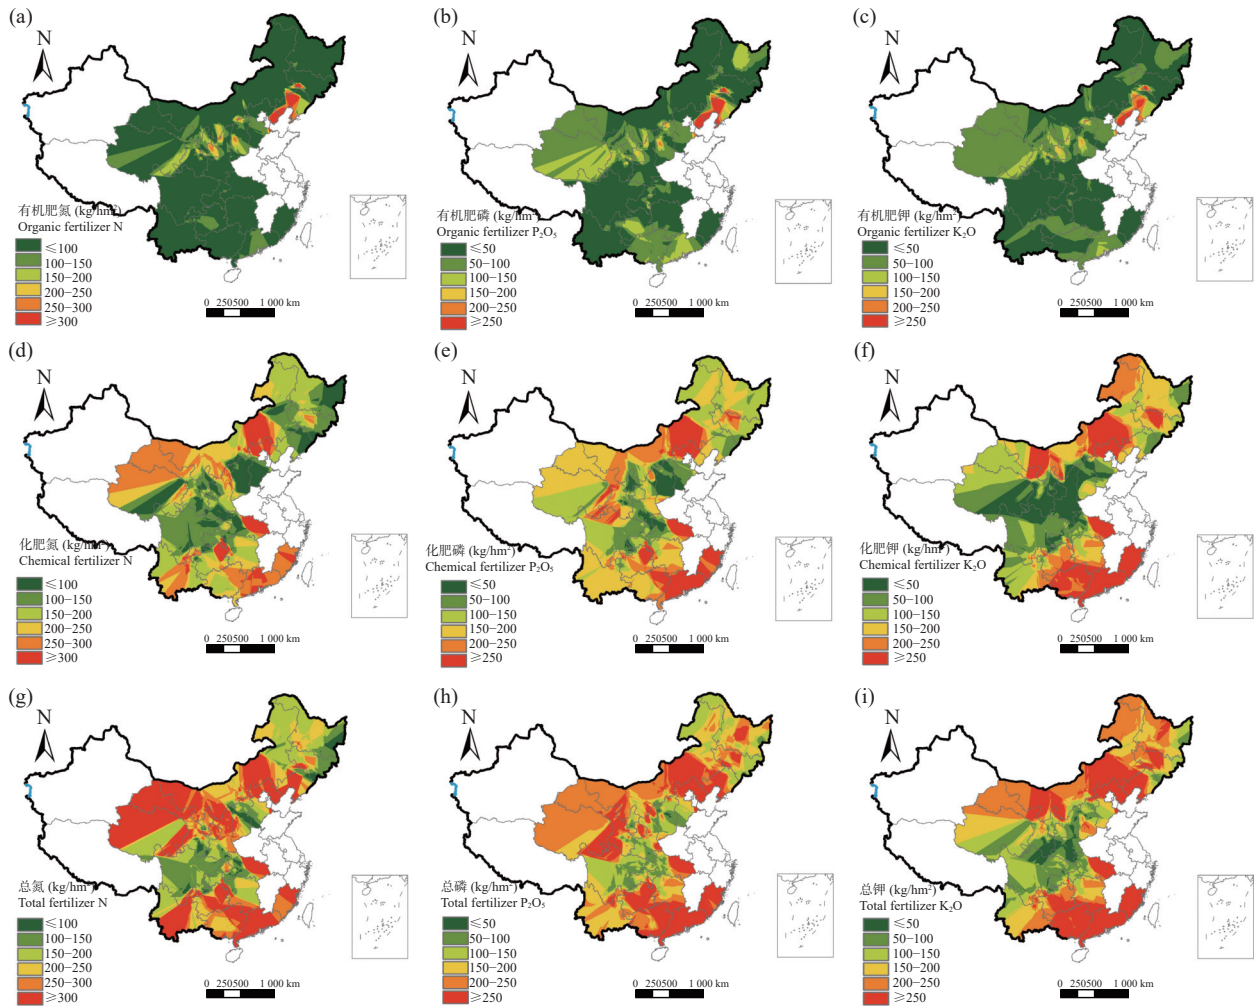 (a)
N
有机肥氮 (kg/hm²)
Organic fertilizer N
≤100
100−150
150−200
200−250
250−300
≥300
0 250500 1 000 km
(b)
N
有机肥磷 (kg/hm²)
Organic fertilizer P₂O₅
≤50
50−100
100−150
150−200
200−250
≥250
0 250500 1 000 km
(c)
N
有机肥钾 (kg/hm²)
Organic fertilizer K₂O
≤50
50−100
100−150
150−200
200−250
≥250
0 250500 1 000 km
(d)
N
化肥氮 (kg/hm²)
Chemical fertilizer N
≤100
100−150
150−200
200−250
250−300
≥300
0 250500 1 000 km
(e)
N
化肥磷 (kg/hm²)
Chemical fertilizer P₂O₅
≤50
50−100
100−150
150−200
200−250
≥250
0 250500 1 000 km
(f)
N
化肥钾 (kg/hm²)
Chemical fertilizer K₂O
≤50
50−100
100−150
150−200
200−250
≥250
0 250500 1 000 km
(g)
N
总氮 (kg/hm²)
Total fertilizer N
≤100
100−150
150−200
200−250
250−300
≥300
0 250500 1 000 km
(h)
N
总磷 (kg/hm²)
Total fertilizer P₂O₅
≤50
50−100
100−150
150−200
200−250
≥250
0 250500 1 000 km
(i)
N
总钾 (kg/hm²)
Total fertilizer K₂O
≤50
50−100
100−150
150−200
200−250
≥250
0 250500 1 000 km